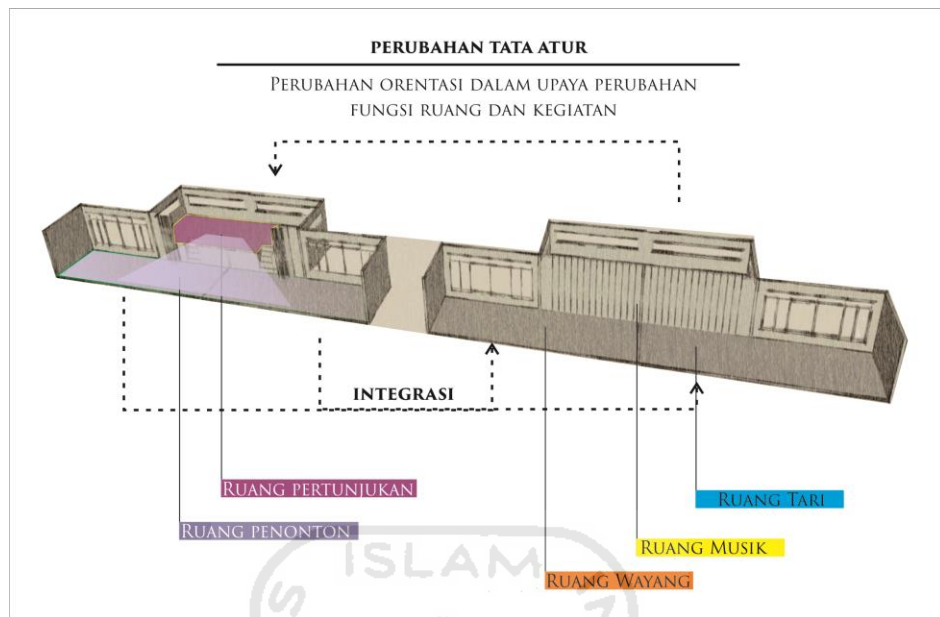 PERUBAHAN TATA ATUR
PERUBAHAN ORENTASI DALAM UPAYA PERUBAHAN
FUNGSI RUANG DAN KEGIATAN
INTEGRASI
RUANG PERTUNJUKAN
RUANG TARI
RUANG PENONTON
RUANG MUSIK
RUANG WAYANG
ISLAM